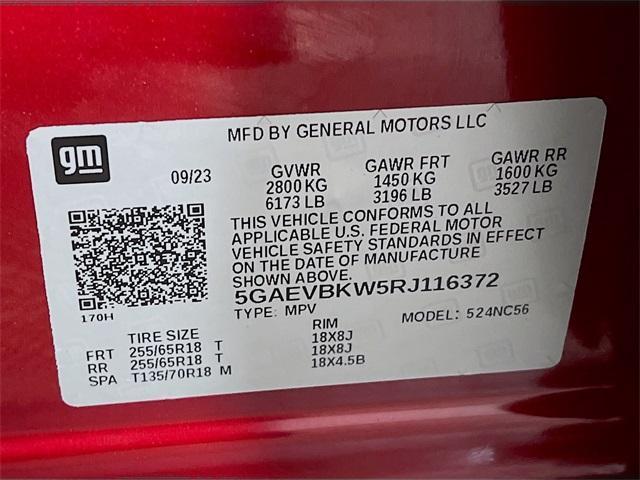 MFD BY GENERAL MOTORS LLC
gm
09/23
GVWR GAWR FRT GAWR RR
2800 KG 1450 KG 1600 KG
6173 LB 3196 LB 3527 LB
THIS VEHICLE CONFORMS TO ALL
APPLICABLE U.S. FEDERAL MOTOR
VEHICLE SAFETY STANDARDS IN EFFECT
ON THE DATE OF MANUFACTURE
SHOWN ABOVE.
5GAEVBKW5RJ116372
170H
TYPE: MPV MODEL: 524NC56
TIRE SIZE RIM
FRT 255/65R18 T 18X8J
RR 255/65R18 T 18X8J
SPA T135/70R18 M 18X4.5B